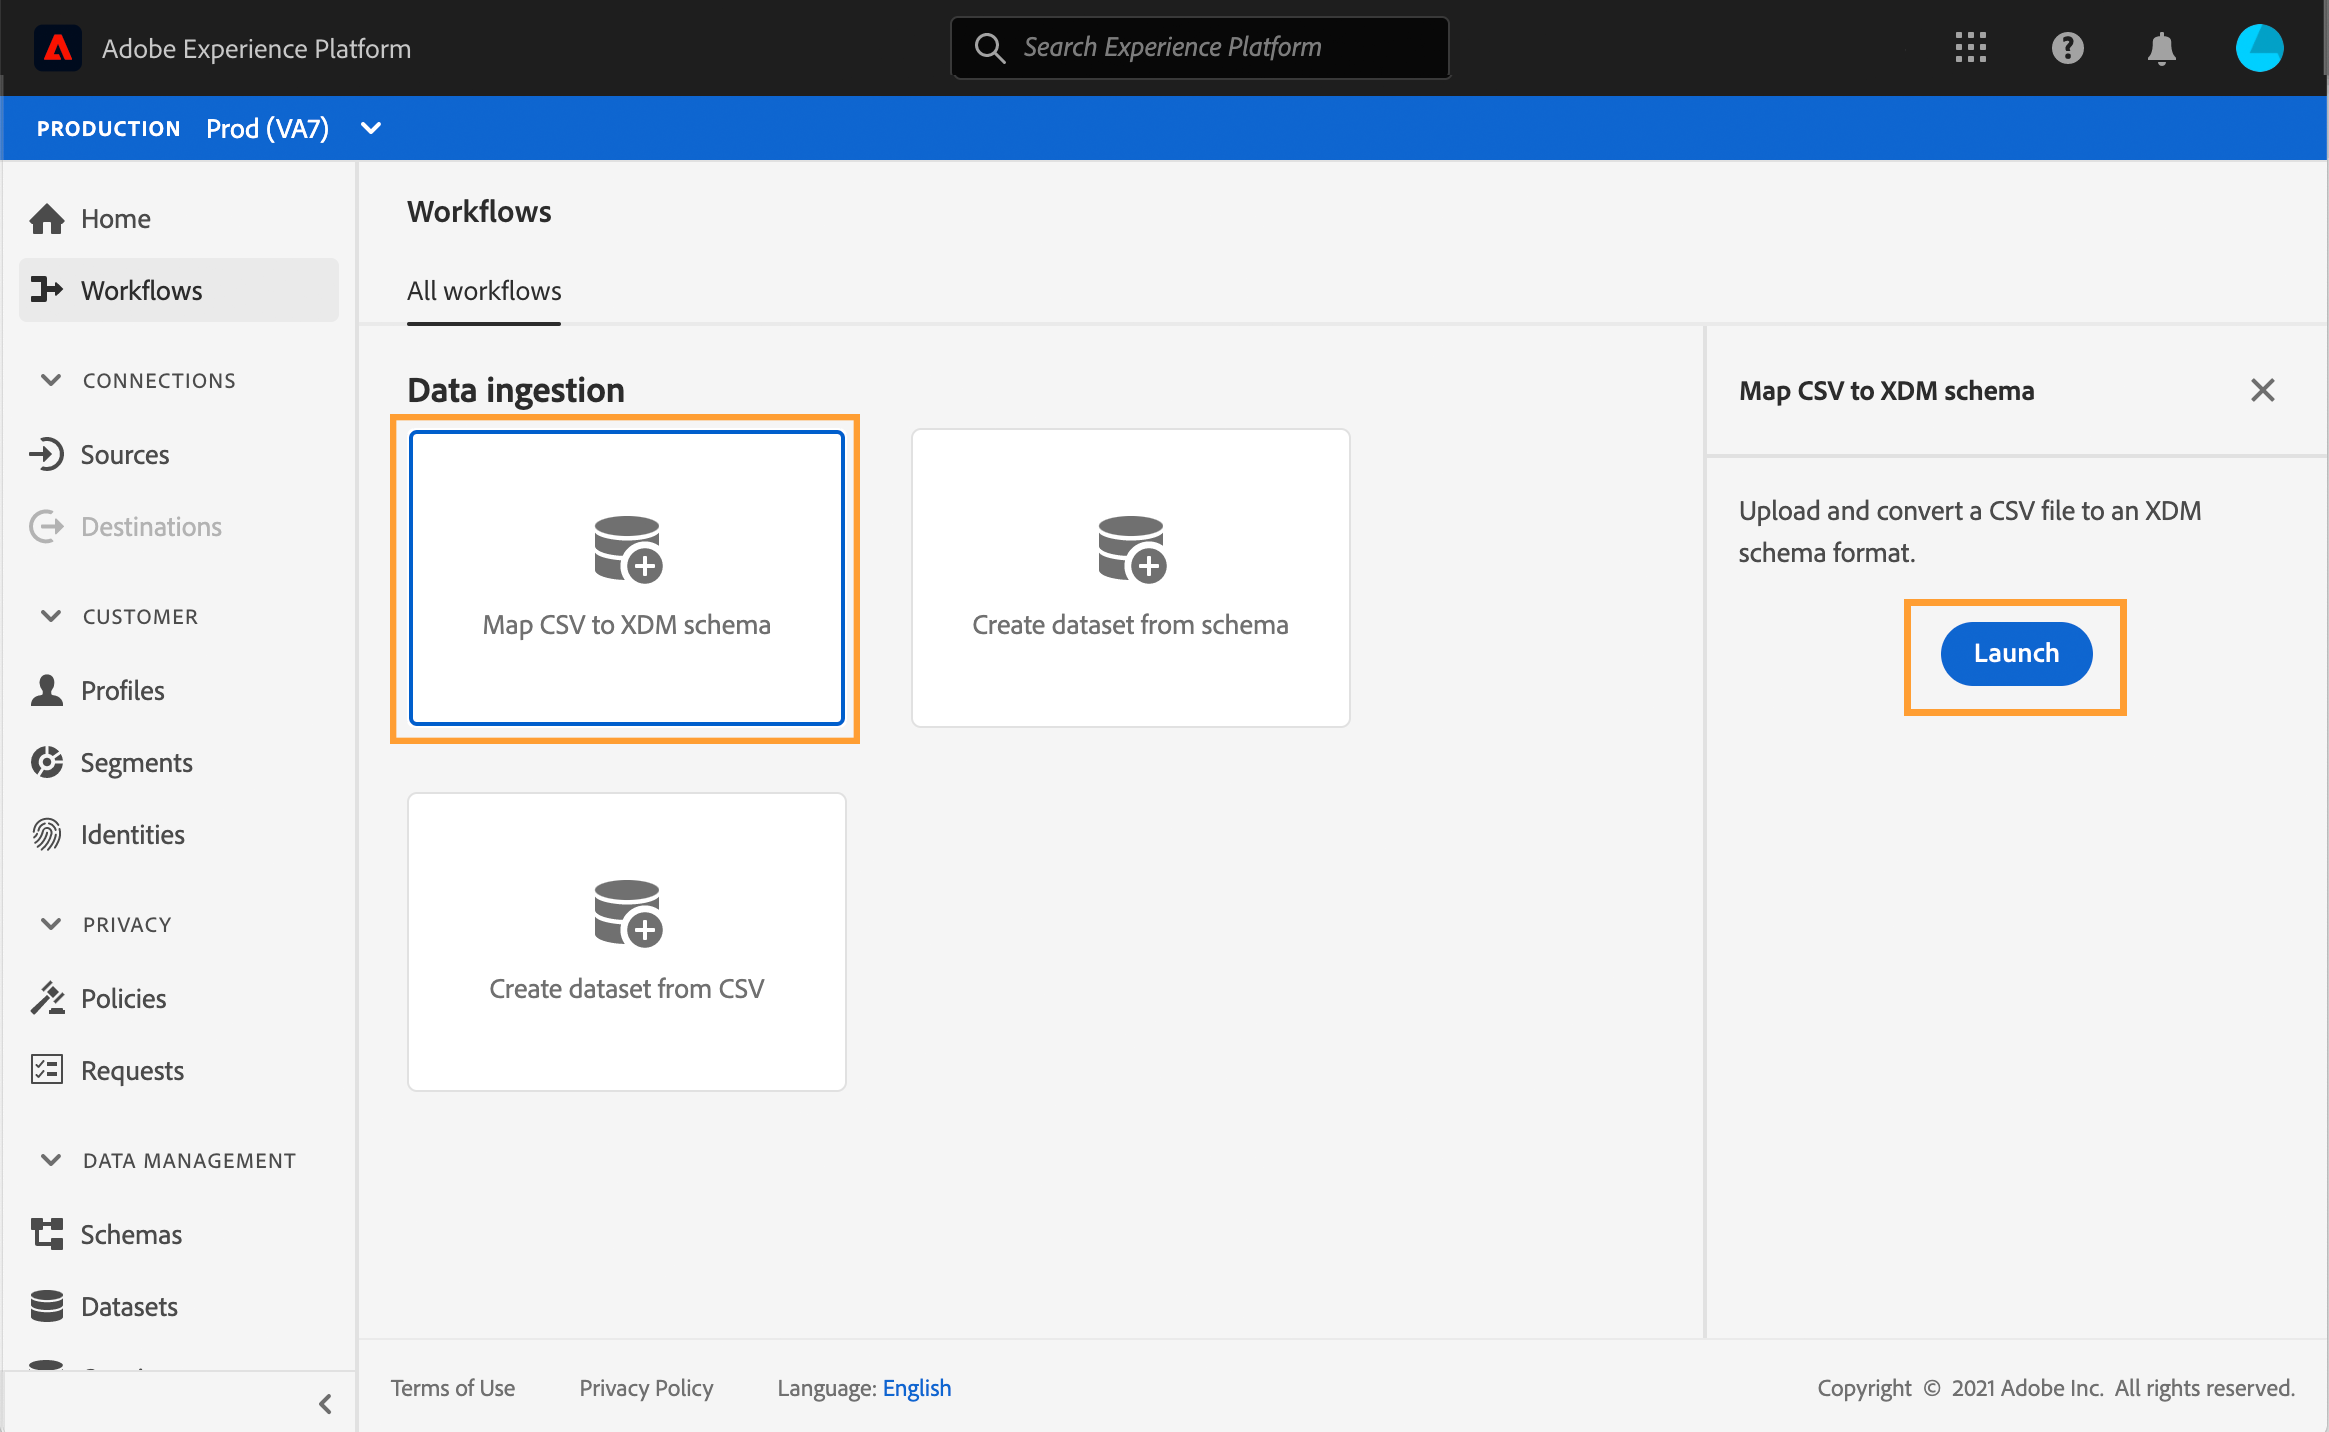 Adobe Experience Platform
Search Experience Platform
PRODUCTION Prod (VA7)
Home
Workflows
CONNECTIONS
Sources
Destinations
CUSTOMER
Profiles
Segments
Identities
PRIVACY
Policies
Requests
DATA MANAGEMENT
Schemas
Datasets
Workflows
All workflows
Data ingestion
Map CSV to XDM schema
Create dataset from schema
Create dataset from CSV
Map CSV to XDM schema
Upload and convert a CSV file to an XDM
schema format.
Launch
Terms of Use Privacy Policy Language: English
Copyright © 2021 Adobe Inc. All rights reserved.